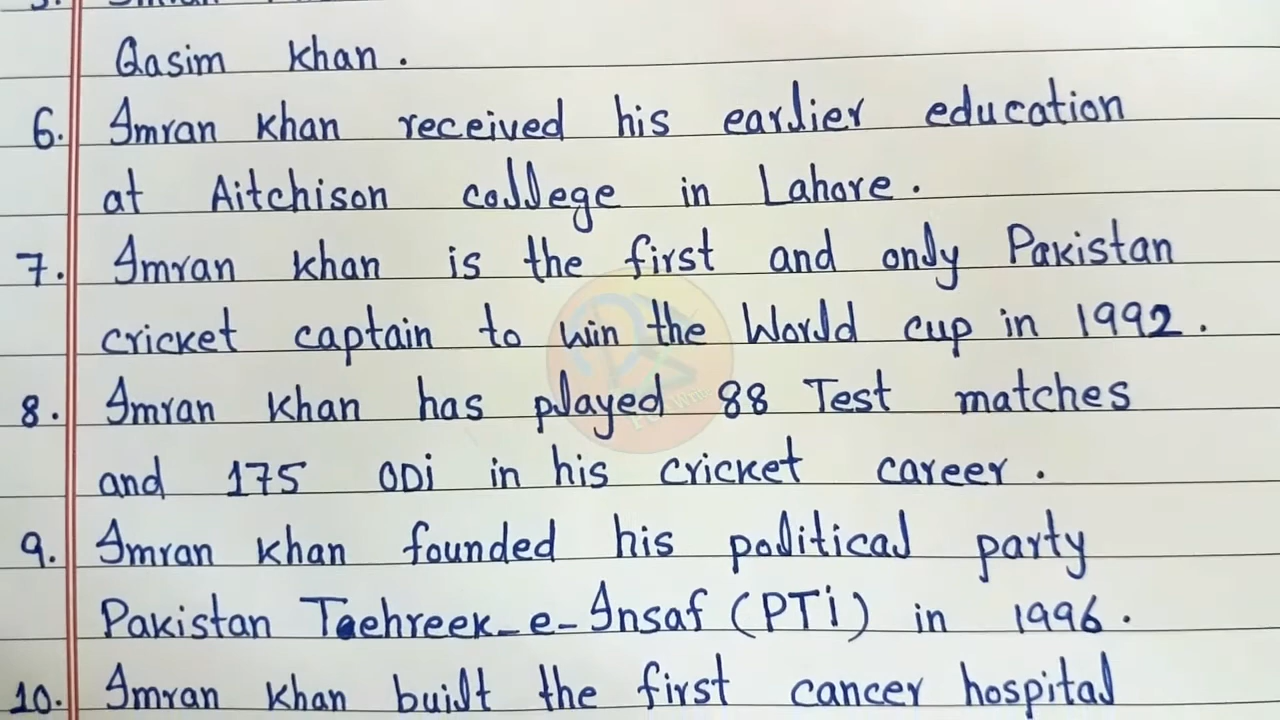 Qasim khan.
6. Imran khan received his earlier education
at Aitchison college in Lahore.
7. Imran khan is the first and only Pakistan
cricket captain to win the World cup in 1992.
8. Imran khan has played 88 Test matches
and 175 ODi in his cricket career.
9. Imran khan founded his political party
Pakistan Taehreek-e-Insaf (PTi) in 1996.
10. Imran khan built the first cancer hospital